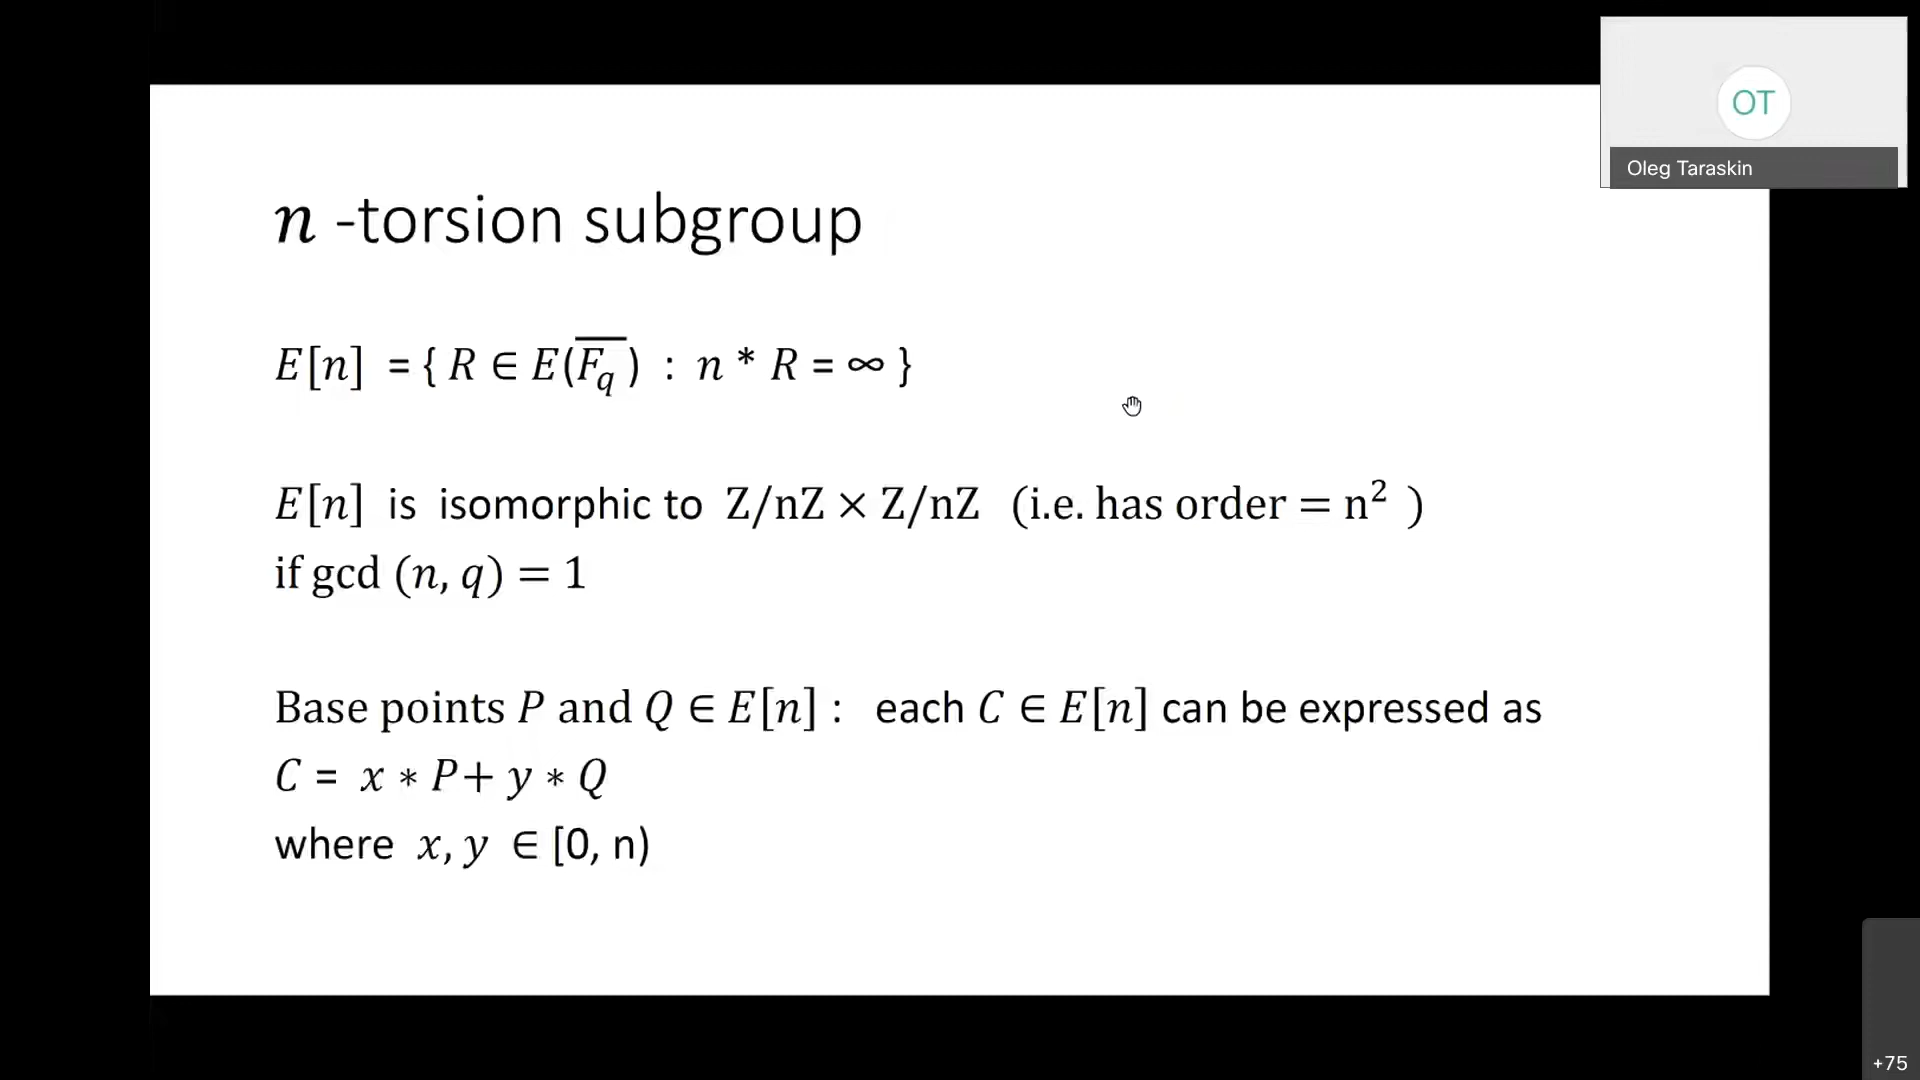 OT
Oleg Taraskin
n -torsion subgroup
E[n] = { R ∈ E(F̅_q̅) : n * R = ∞ }
E[n] is isomorphic to Z/nZ × Z/nZ (i.e. has order = n² )
if gcd (n, q) = 1
Base points P and Q ∈ E[n] : each C ∈ E[n] can be expressed as
C = x ∗ P+ y ∗ Q
where x, y ∈ [0, n)
+75